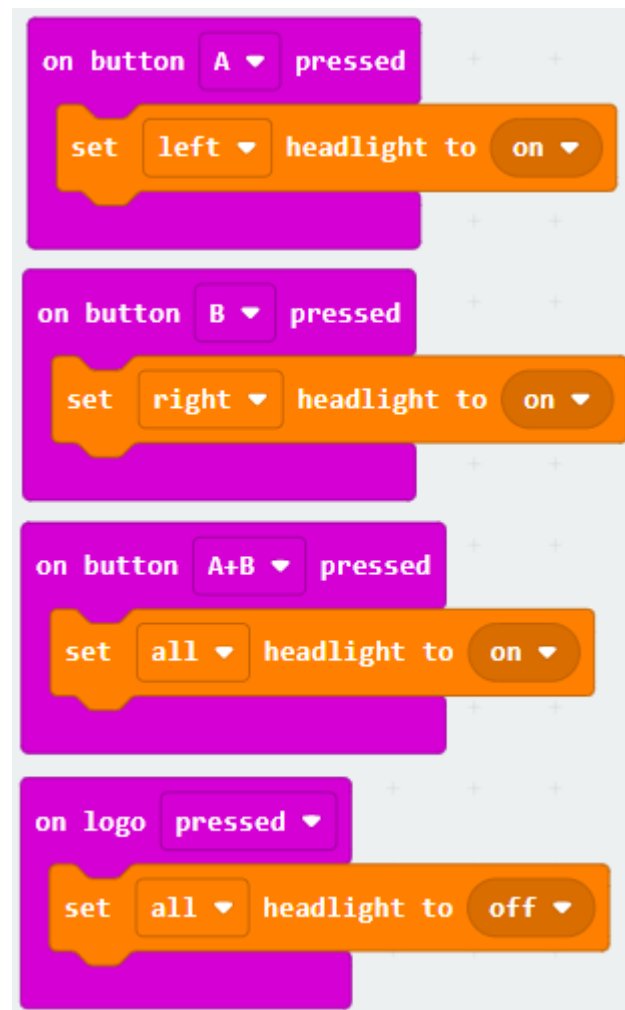 on button A pressed
set left headlight to on
on button B pressed
set right headlight to on
on button A+B pressed
set all headlight to on
on logo pressed
set all headlight to off